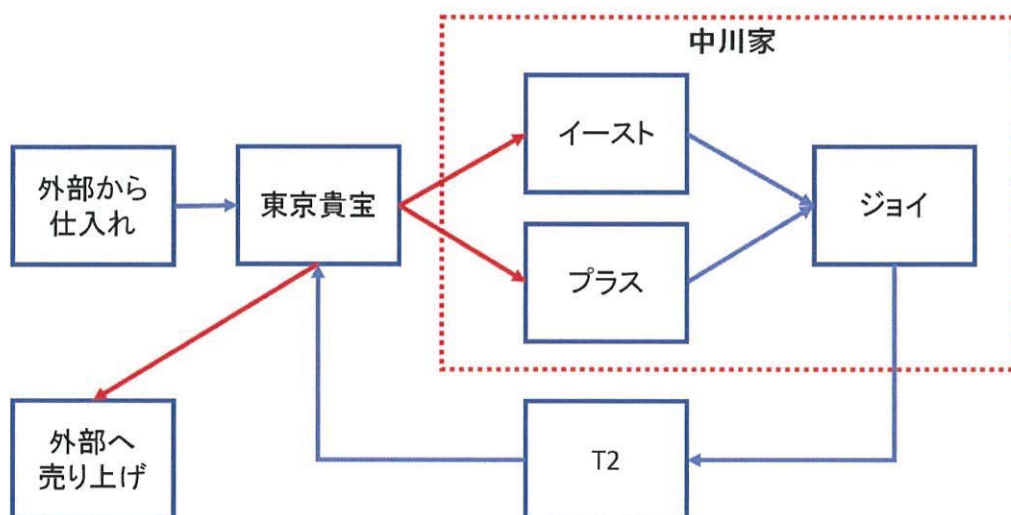 中川家
イースト
外部から
仕入れ
東京貴宝
ジョイ
プラス
外部へ
売り上げ
T2